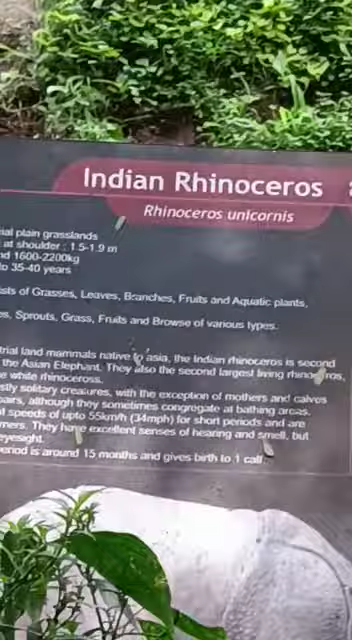 Indian Rhinoceros
Rhinoceros unicornis
ial plain grasslands
at shoulder : 1.5-1.9 m
nd 1600-2200kg
to 35-40 years
ists of Grasses, Leaves, Branches, Fruits and Aquatic plants,
es, Sprouts, Grass, Fruits and Browse of various types.
trial land mammals native to asia, the Indian rhinoceros is second
the Asian Elephant. They also the second largest living
e while rhinoceross.
stly solitary creatures, with the exception of mothers and calves
pairs, although they sometimes congregate at bathing areas.
t speeds of upto 55km/h (34mph) for short periods and are
mers. They have excellent senses of hearing and smell, but
eyesight.
eriod is around 15 months and gives birth to 1 calf.